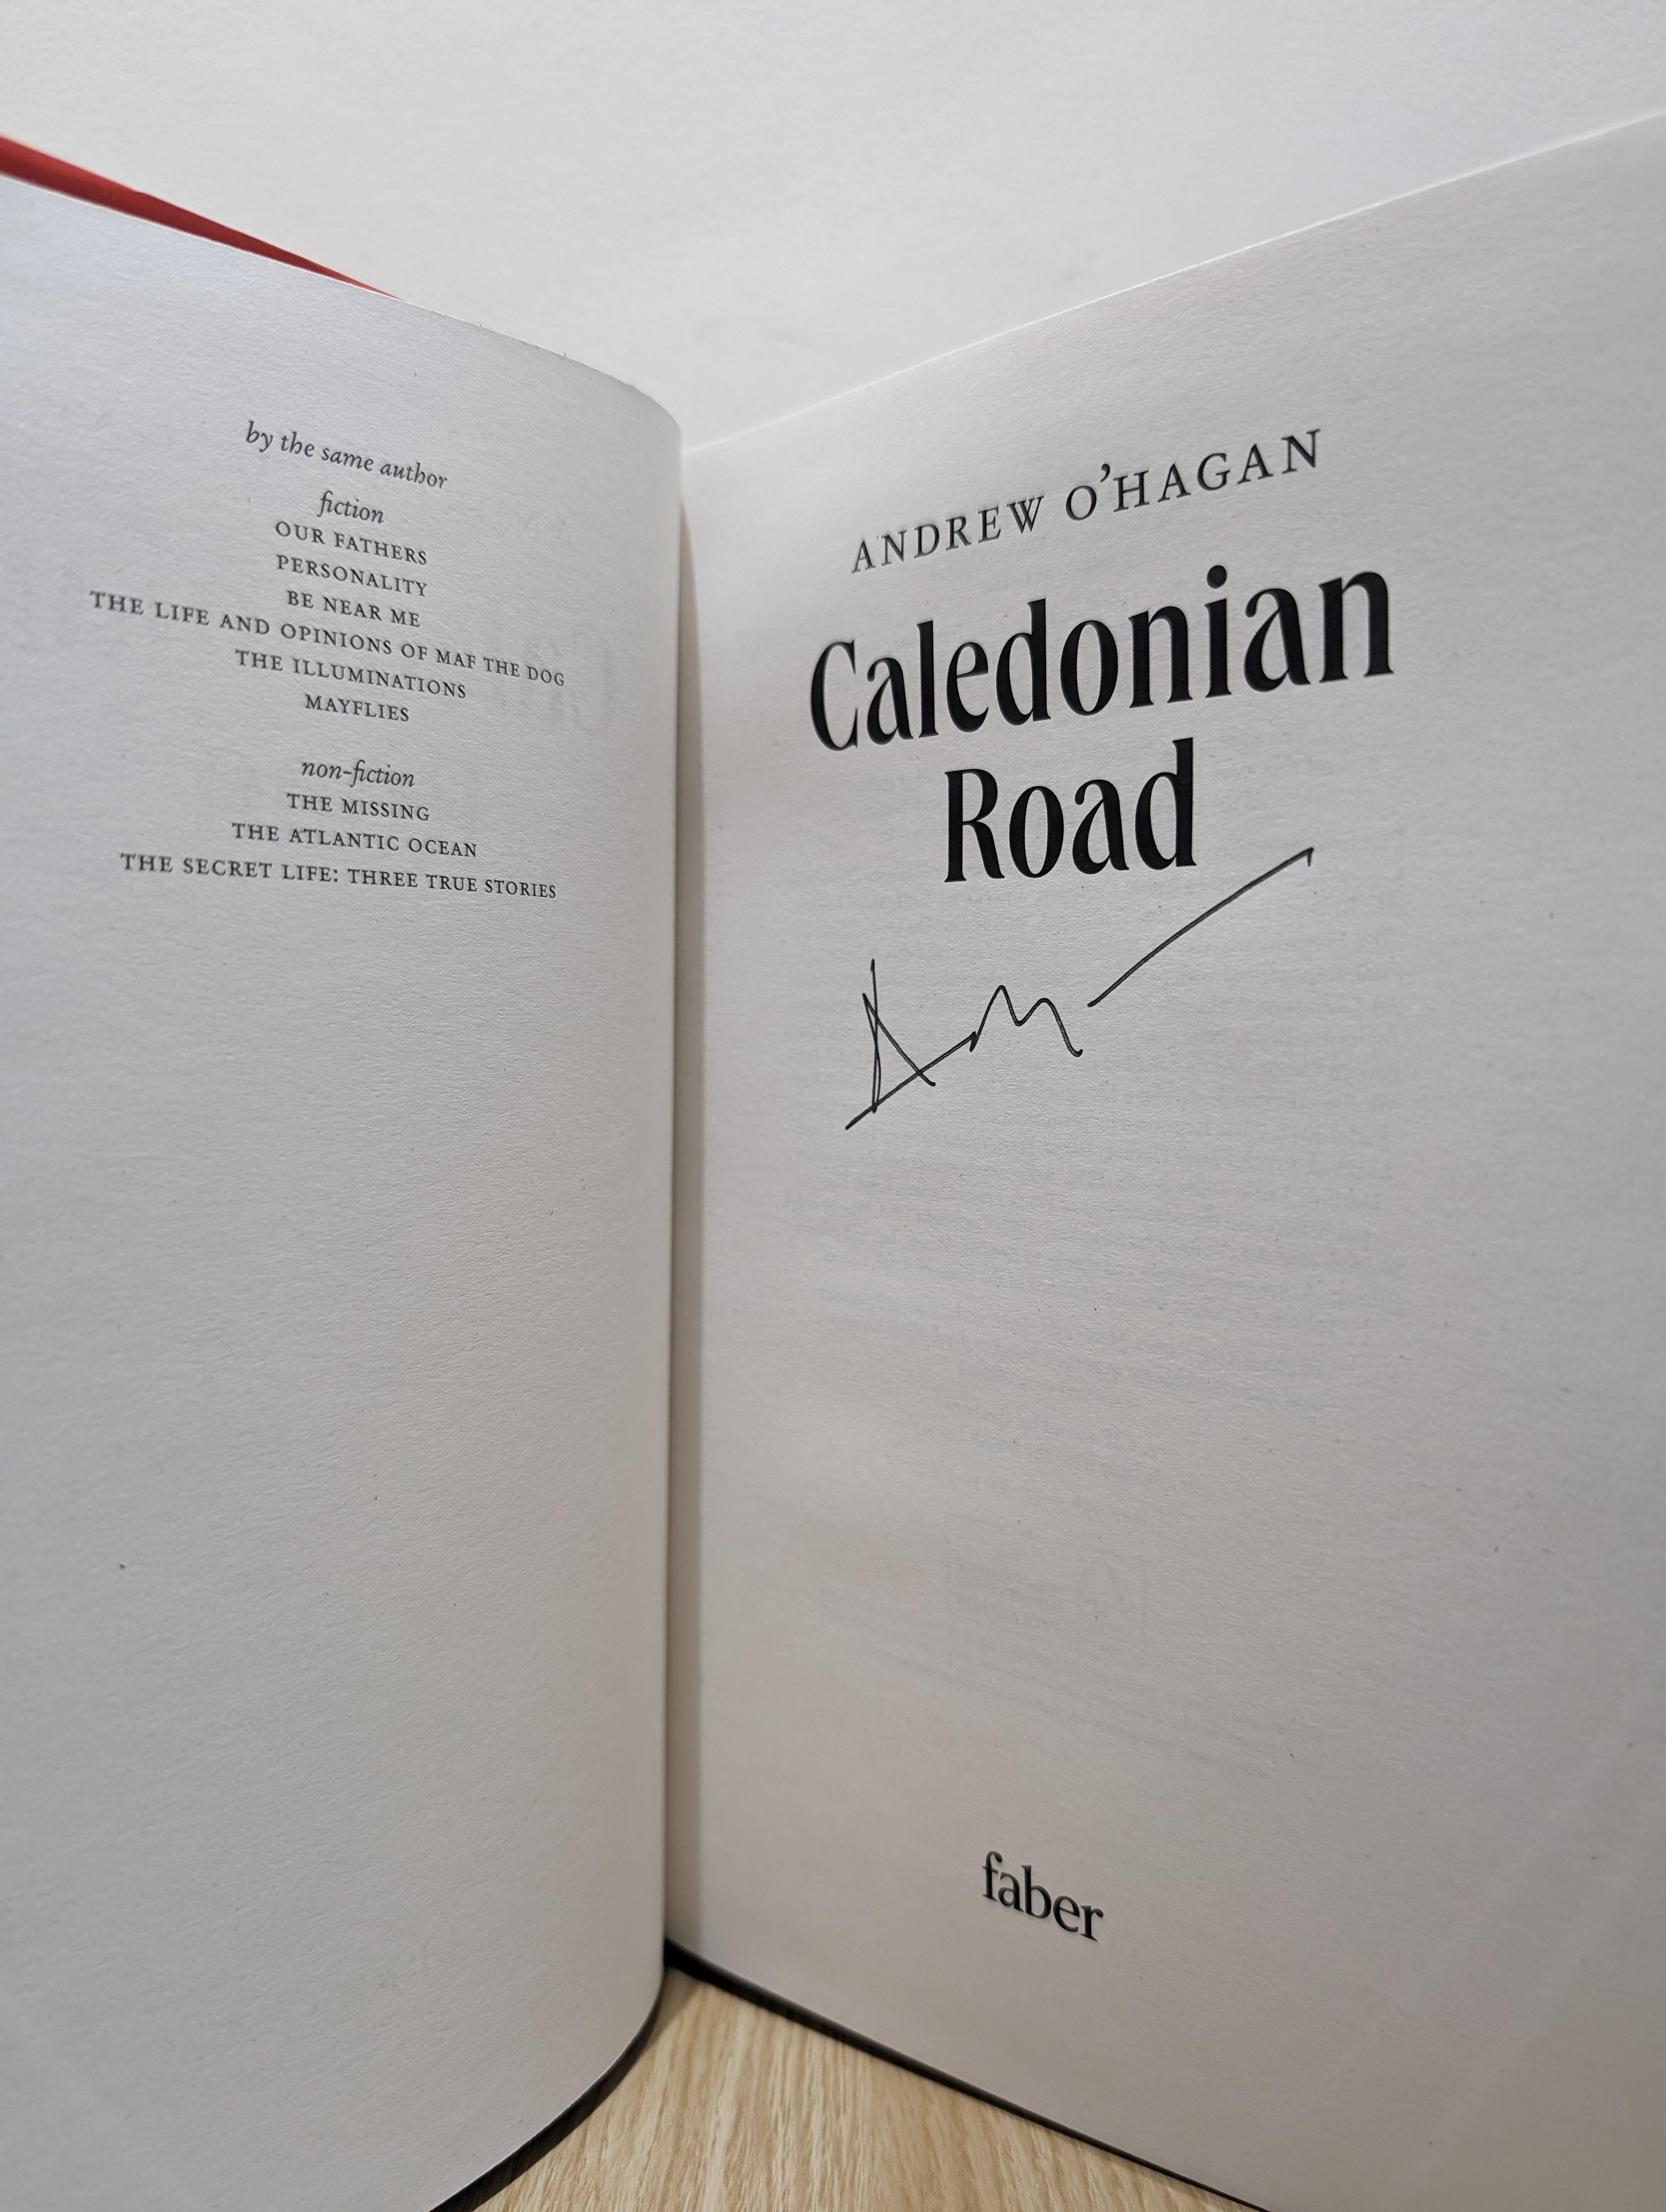 by the same author
fiction
OUR FATHERS
PERSONALITY
BE NEAR ME
THE LIFE AND OPINIONS OF MAF THE DOG
THE ILLUMINATIONS
MAYFLIES
non-fiction
THE MISSING
THE ATLANTIC OCEAN
THE SECRET LIFE: THREE TRUE STORIES
ANDREW O’HAGAN
Caledonian
Road
faber